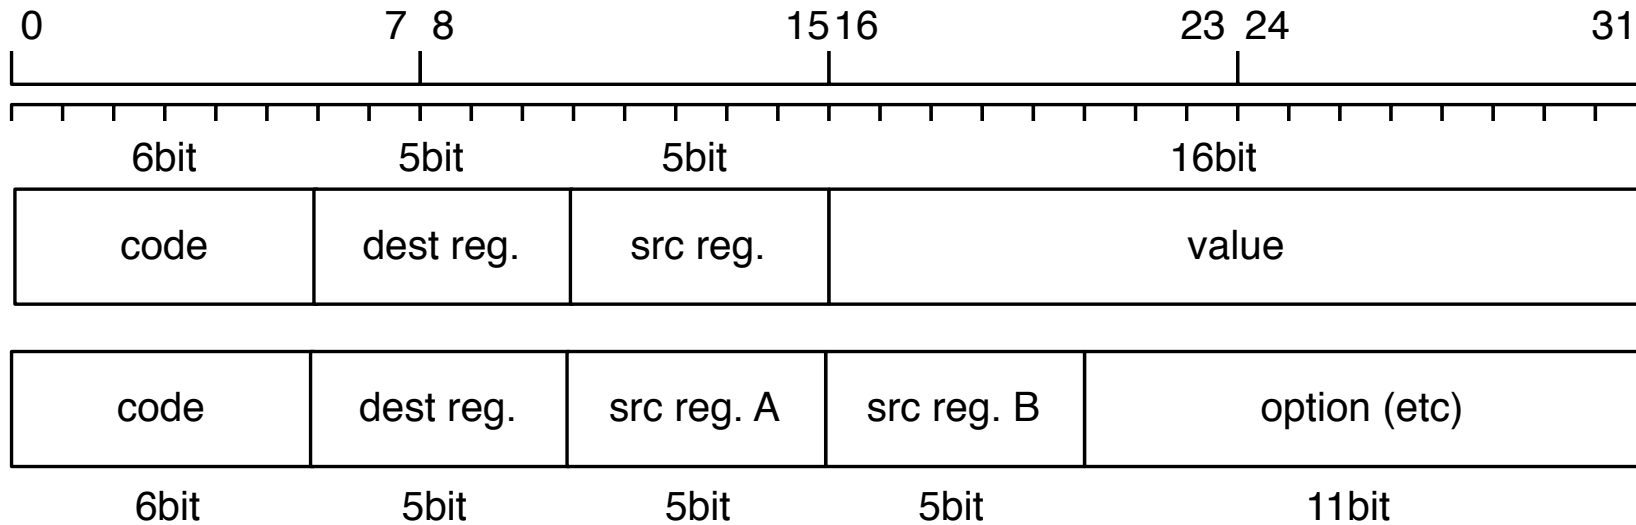 0 7 8 15 16 23 24 31
6bit 5bit 5bit 16bit
code dest reg. src reg. value
code dest reg. src reg. A src reg. B option (etc)
6bit 5bit 5bit 5bit 11bit